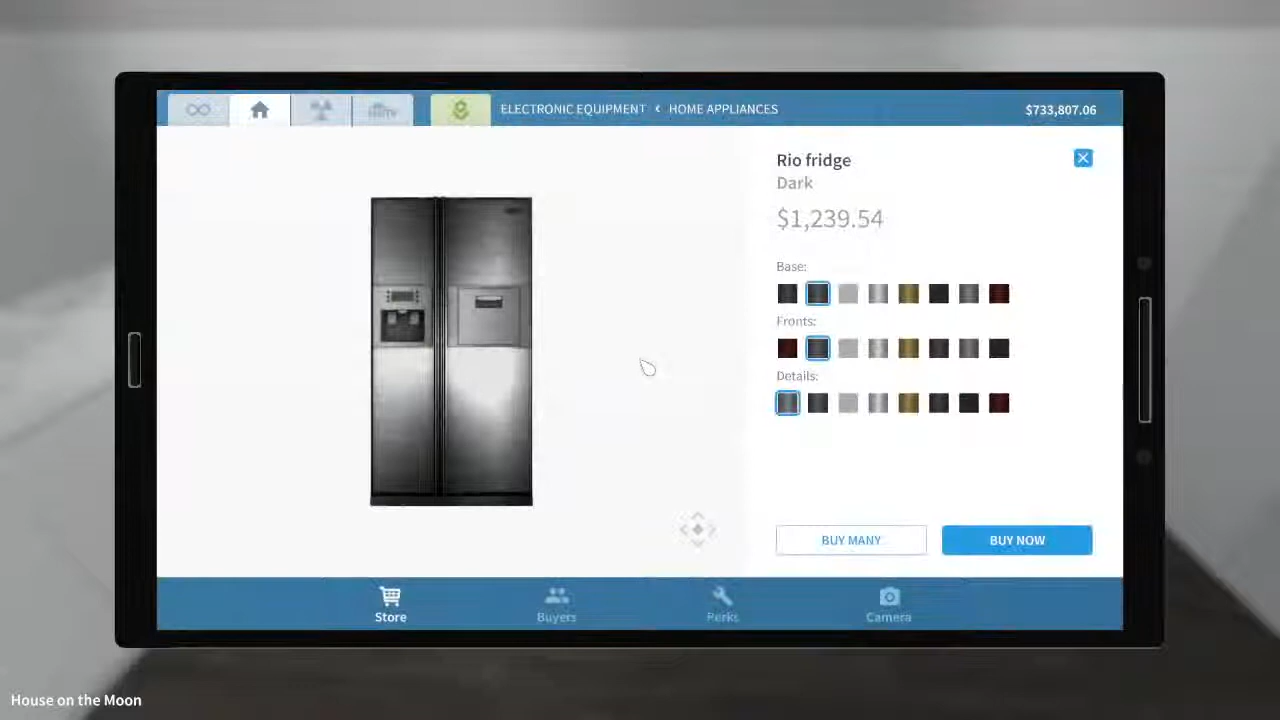 ELECTRONIC EQUIPMENT ‹ HOME APPLIANCES
$733,807.06
Rio fridge
Dark
$1,239.54
Base:
Fronts:
Details:
BUY MANY
BUY NOW
Store
Buyers
Perks
Camera
House on the Moon